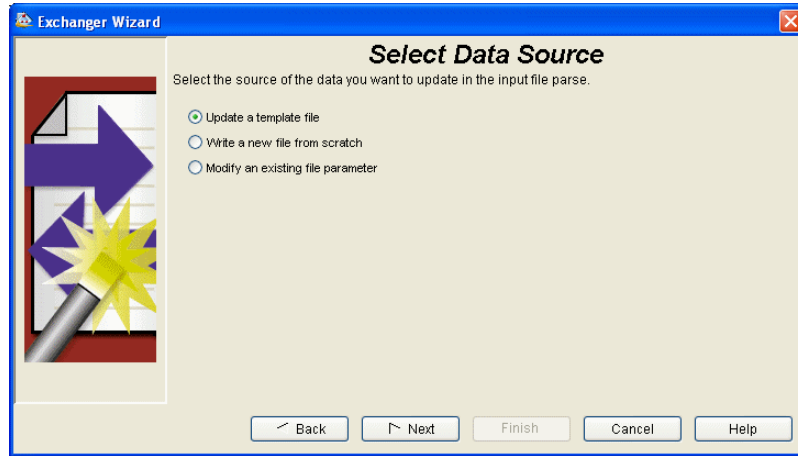 Exchanger Wizard
Select Data Source
Select the source of the data you want to update in the input file parse.
Update a template file
Write a new file from scratch
Modify an existing file parameter
Back Next Finish Cancel Help